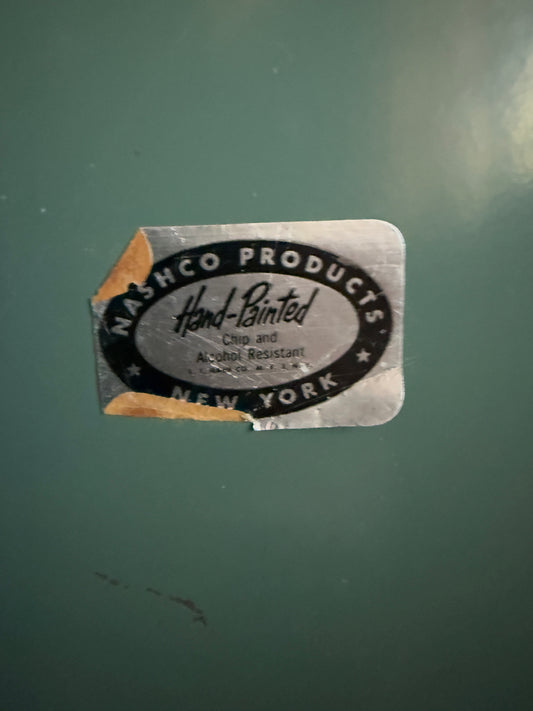 NASHCO PRODUCTS
Hand-Painted
Chip and
Alcohol Resistant
NEW YORK